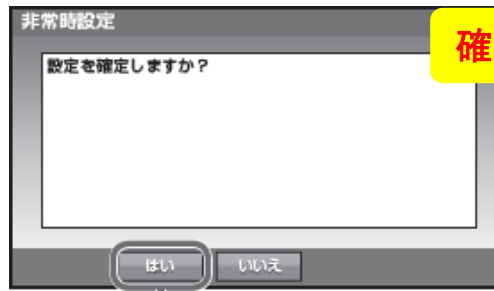 非常時設定
確
設定を確定しますか？
はい
いいえ